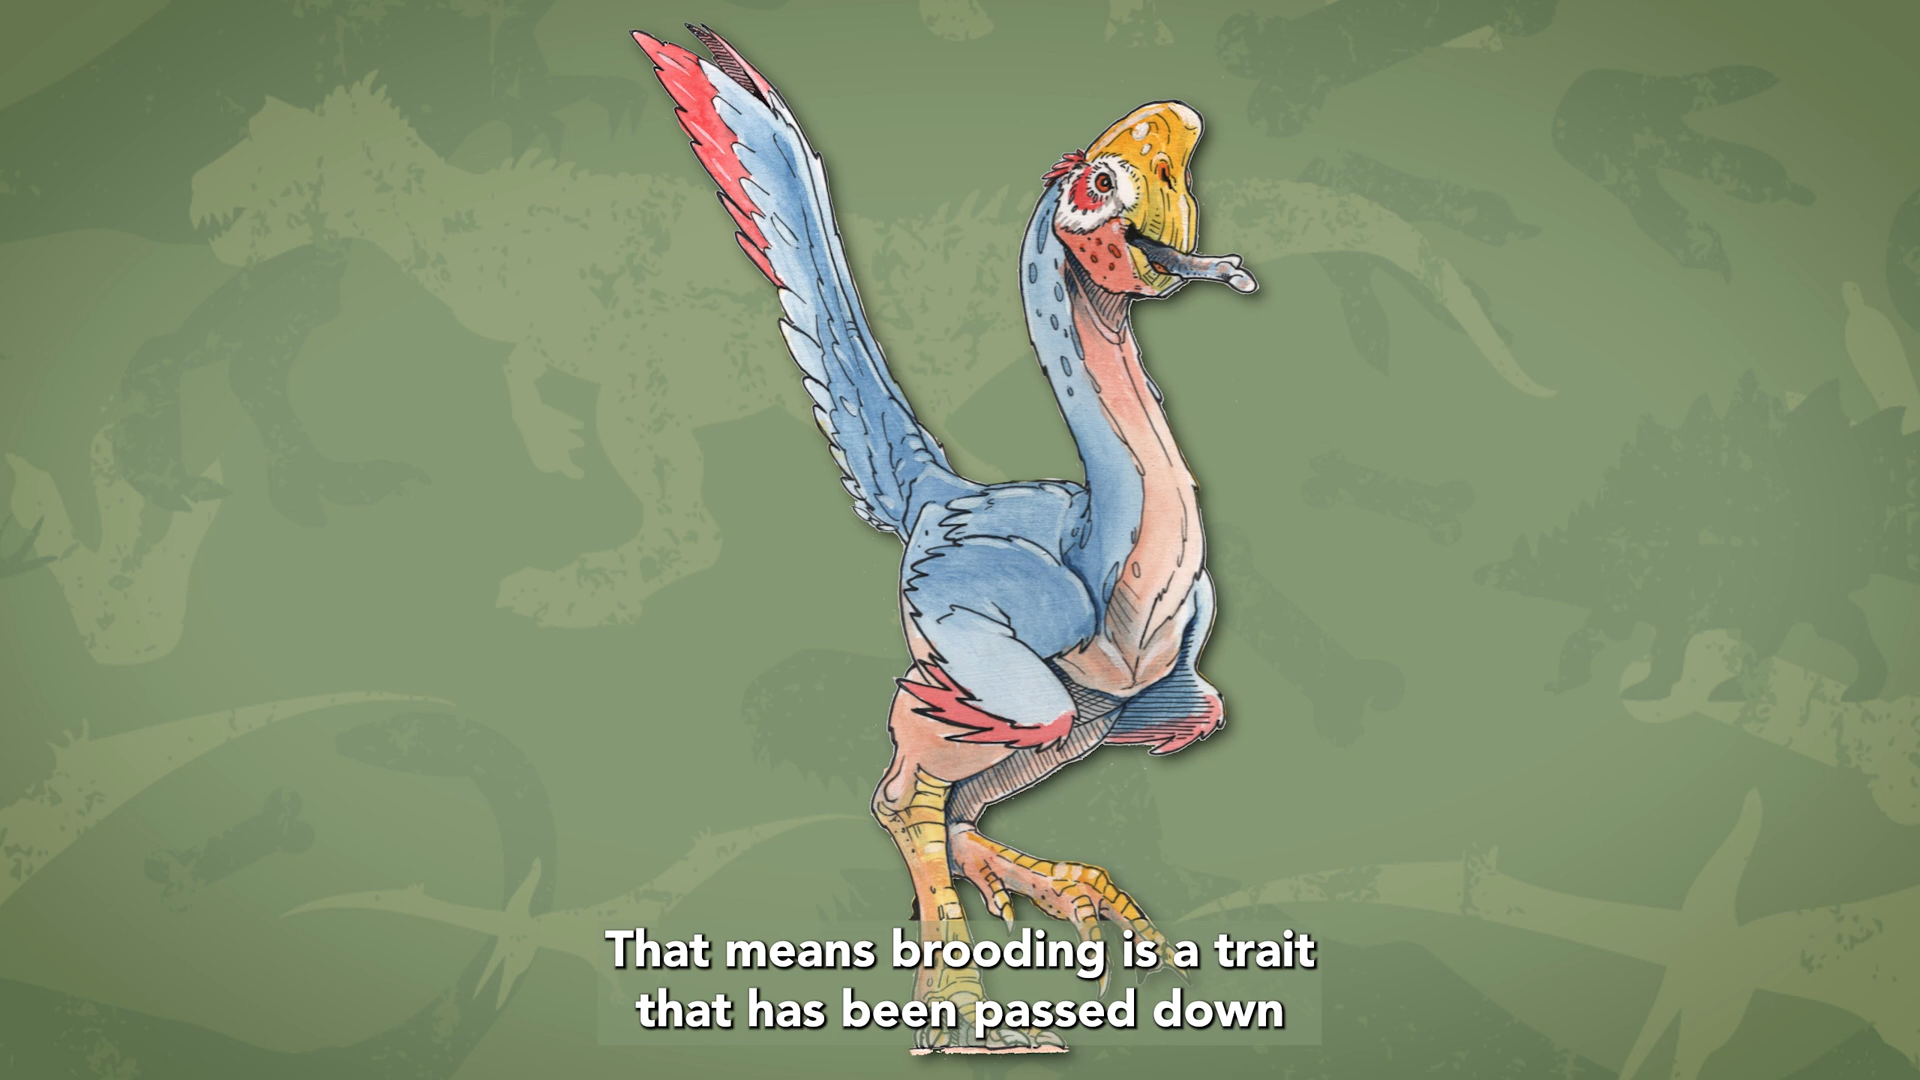 That means brooding is a trait
that has been passed down